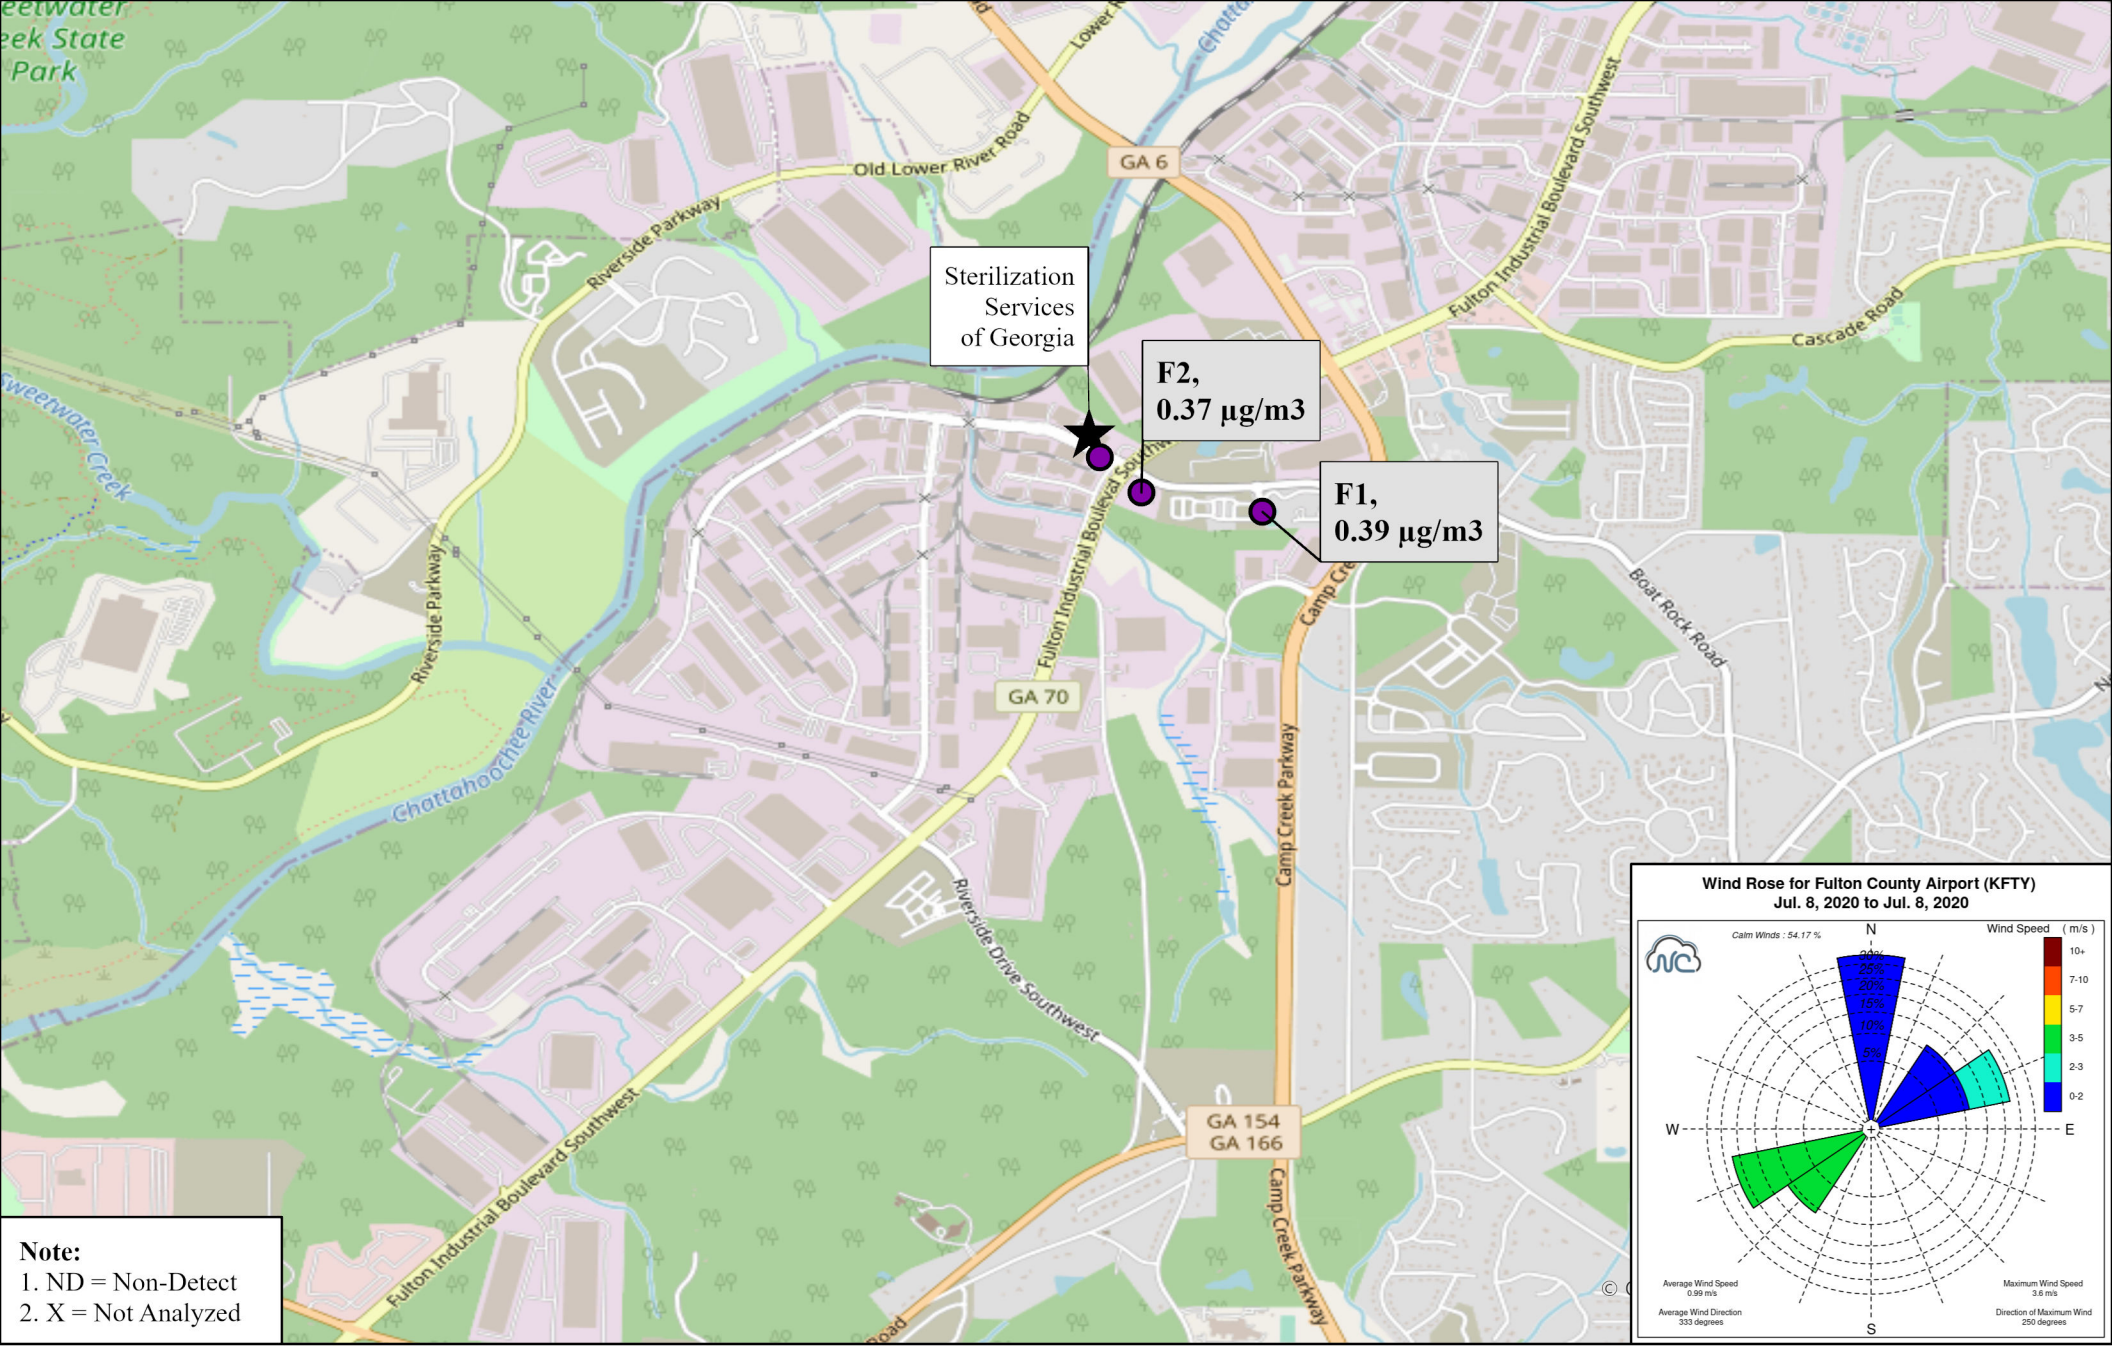 eetwater
eek State
Park
Lower R
Chattah
GA 6
Old Lower River Road
Riverside Parkway
Fulton Industrial Boulevard Southwest
Fulton Industrial Boulevard Southwest
Cascade Road
Sterilization
Services
of Georgia
F2,
0.37 µg/m3
F1,
0.39 µg/m3
Sweetwater Creek
Riverside Parkway
Fulton Industrial Boulevard Southw
Camp Cre
Boat Rock Road
GA 70
Chattahoochee River
Camp Creek Parkway
Riverside Drive Southwest
Fulton Industrial Boulevard Southwest
GA 154
GA 166
Camp Creek Parkway
Road
©
Note:
1. ND = Non-Detect
2. X = Not Analyzed
Wind Rose for Fulton County Airport (KFTY)
Jul. 8, 2020 to Jul. 8, 2020
Calm Winds : 54.17 %
N
Wind Speed ( m/s )
NC
10+
7-10
5-7
3-5
2-3
0-2
30%
25%
20%
15%
10%
5%
W
E
S
Average Wind Speed
0.99 m/s
Average Wind Direction
333 degrees
Maximum Wind Speed
3.6 m/s
Direction of Maximum Wind
250 degrees